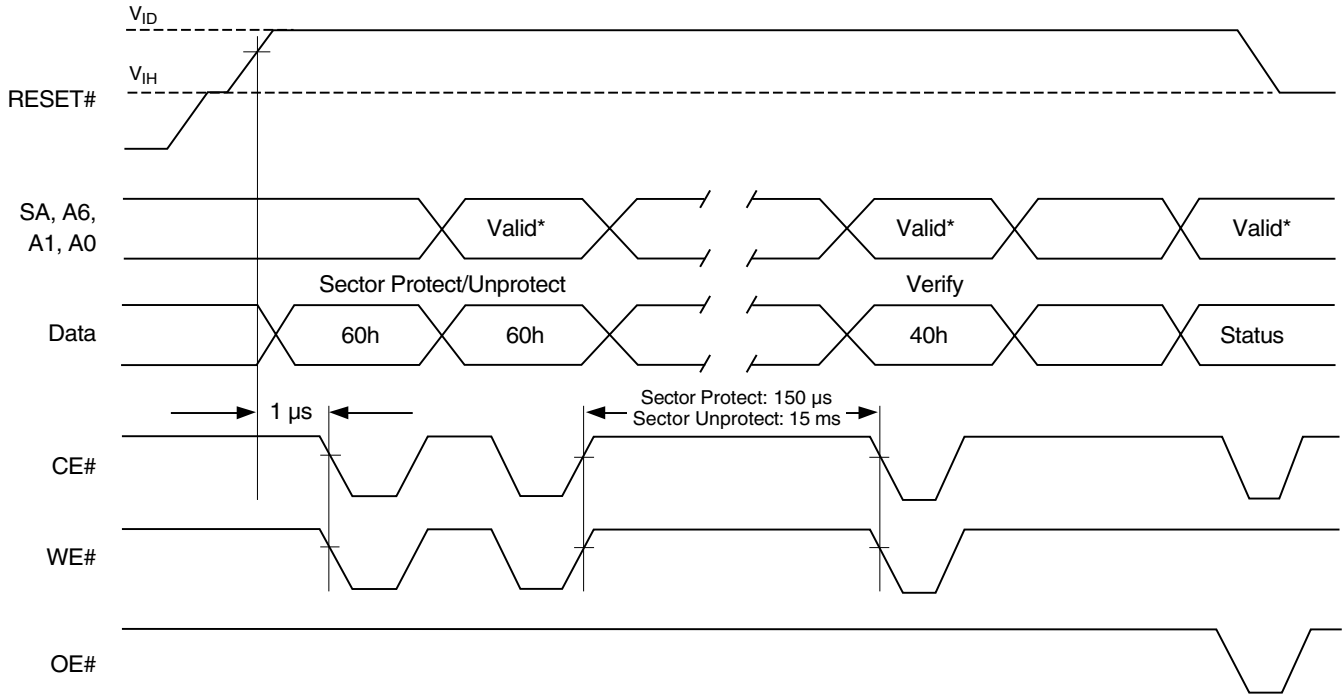 V_ID
V_IH
RESET#
SA, A6,
A1, A0
Valid*
Valid*
Valid*
Sector Protect/Unprotect
Verify
Data
60h
60h
40h
Status
1 µs
Sector Protect: 150 µs
Sector Unprotect: 15 ms
CE#
WE#
OE#